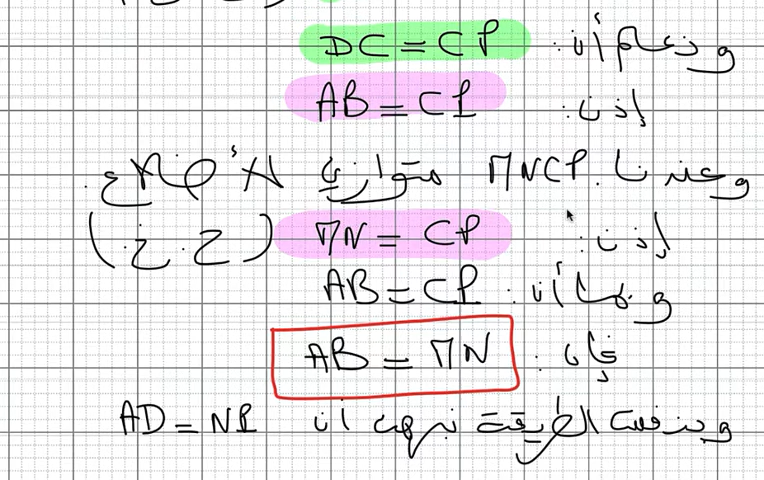 ونعلم أن : DC = CP
إذن : AB = CP
وعندنا MNCP متوازي الأضلاع.
إذن : MN = CP (ح.خ)
وبما أن : AB = CP
فإن : AB = MN
وبنفس الطريقة نبرهن أن AD = NP